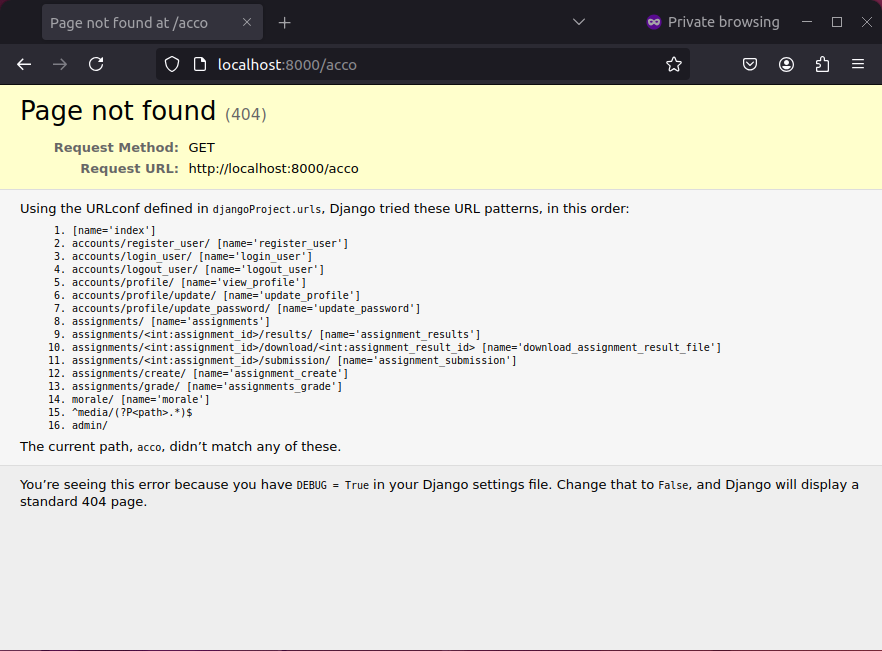 Page not found at /acco
Private browsing
localhost:8000/acco
Page not found (404)
Request Method: GET
Request URL: http://localhost:8000/acco
Using the URLconf defined in djangoProject.urls, Django tried these URL patterns, in this order:
1. [name='index']
2. accounts/register_user/ [name='register_user']
3. accounts/login_user/ [name='login_user']
4. accounts/logout_user/ [name='logout_user']
5. accounts/profile/ [name='view_profile']
6. accounts/profile/update/ [name='update_profile']
7. accounts/profile/update_password/ [name='update_password']
8. assignments/ [name='assignments']
9. assignments/<int:assignment_id>/results/ [name='assignment_results']
10. assignments/<int:assignment_id>/download/<int:assignment_result_id> [name='download_assignment_result_file']
11. assignments/<int:assignment_id>/submission/ [name='assignment_submission']
12. assignments/create/ [name='assignment_create']
13. assignments/grade/ [name='assignments_grade']
14. morale/ [name='morale']
15. ^media/(?P<path>.*)$
16. admin/
The current path, acco, didn’t match any of these.
You’re seeing this error because you have DEBUG = True in your Django settings file. Change that to False, and Django will display a
standard 404 page.